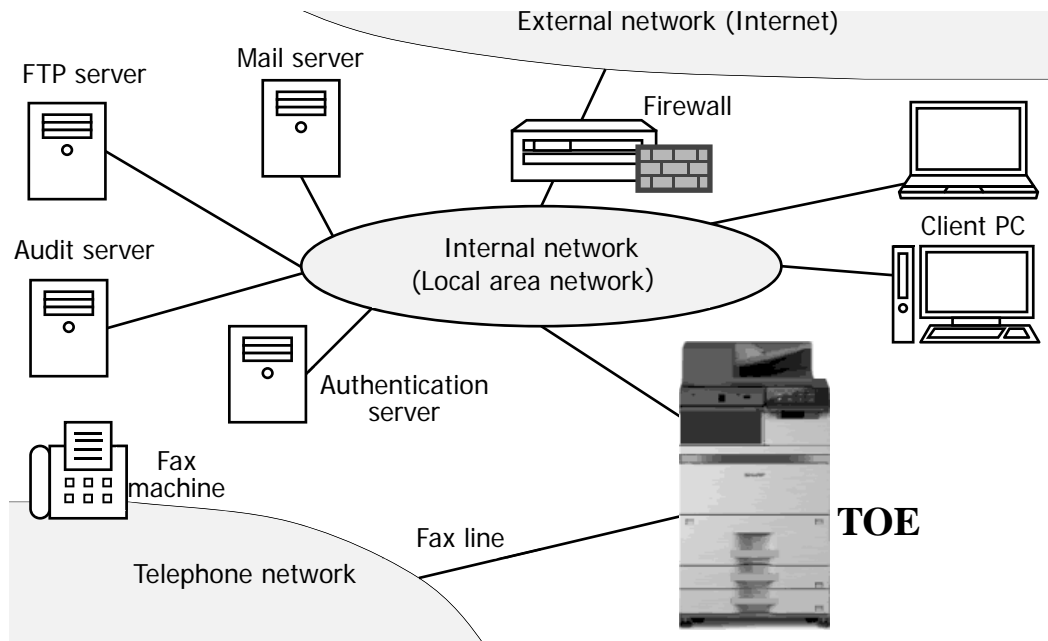 External network (Internet)
Mail server
FTP server
Firewall
Internal network
(Local area network)
Client PC
Audit server
Authentication
server
SHARP
Fax
machine
TOE
Fax line
Telephone network